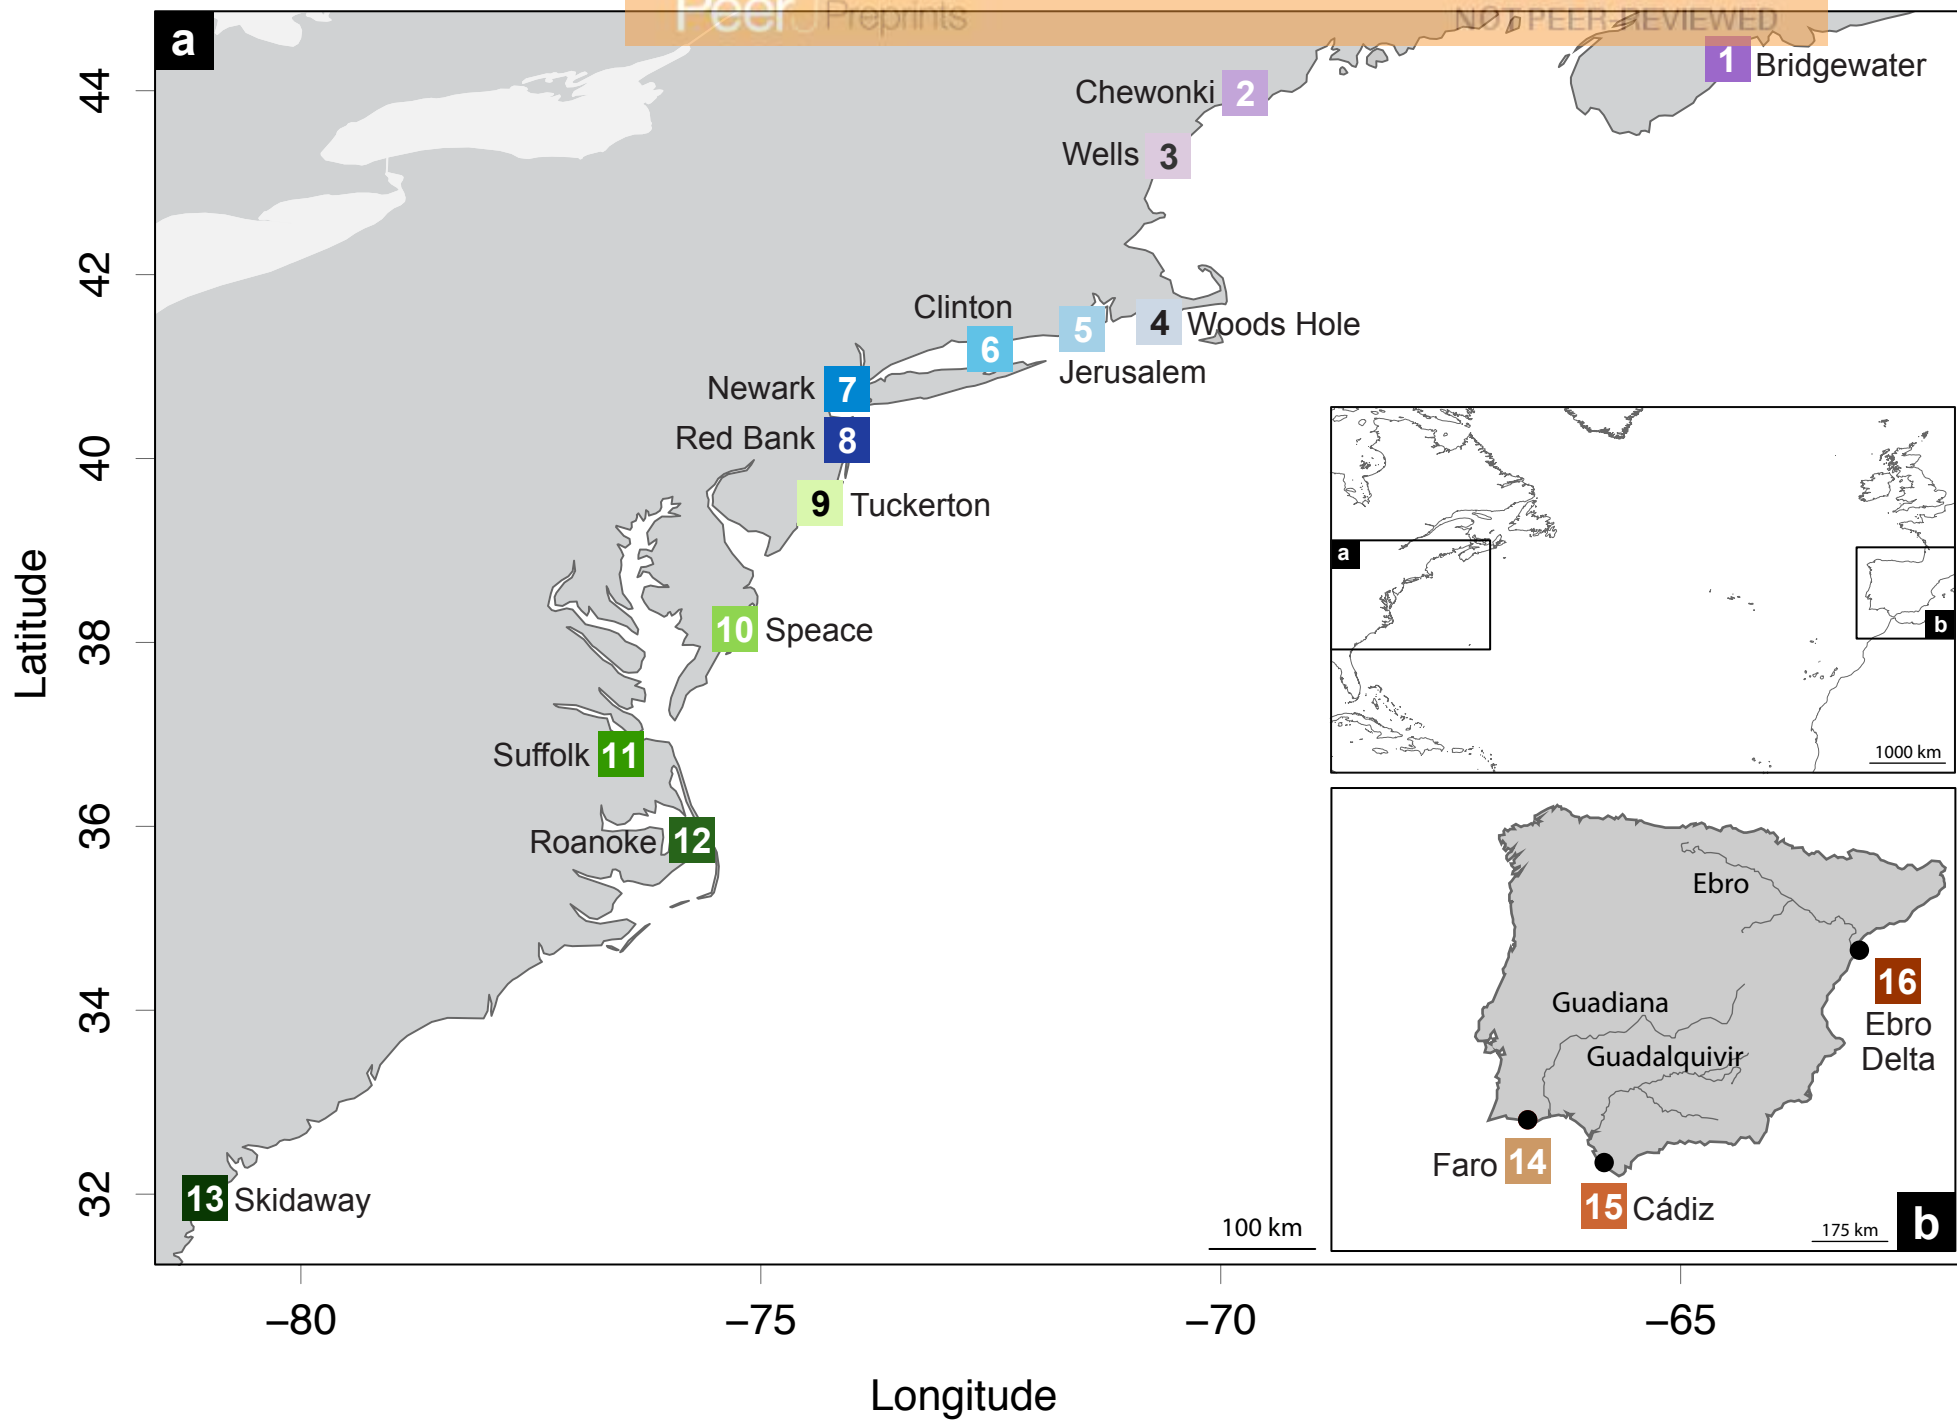 PeerJ Preprints
NOT PEER-REVIEWED
a
1 Bridgewater
Chewonki 2
Wells 3
Clinton
6
5
Jerusalem
4 Woods Hole
Newark 7
Red Bank 8
9 Tuckerton
10 Speace
Suffolk 11
Roanoke 12
13 Skidaway
100 km
44
42
40
38
36
34
32
Latitude
−80
−75
−70
−65
Longitude
a
b
1000 km
Ebro
Guadiana
Guadalquivir
16
Ebro
Delta
Faro 14
15 Cádiz
175 km
b